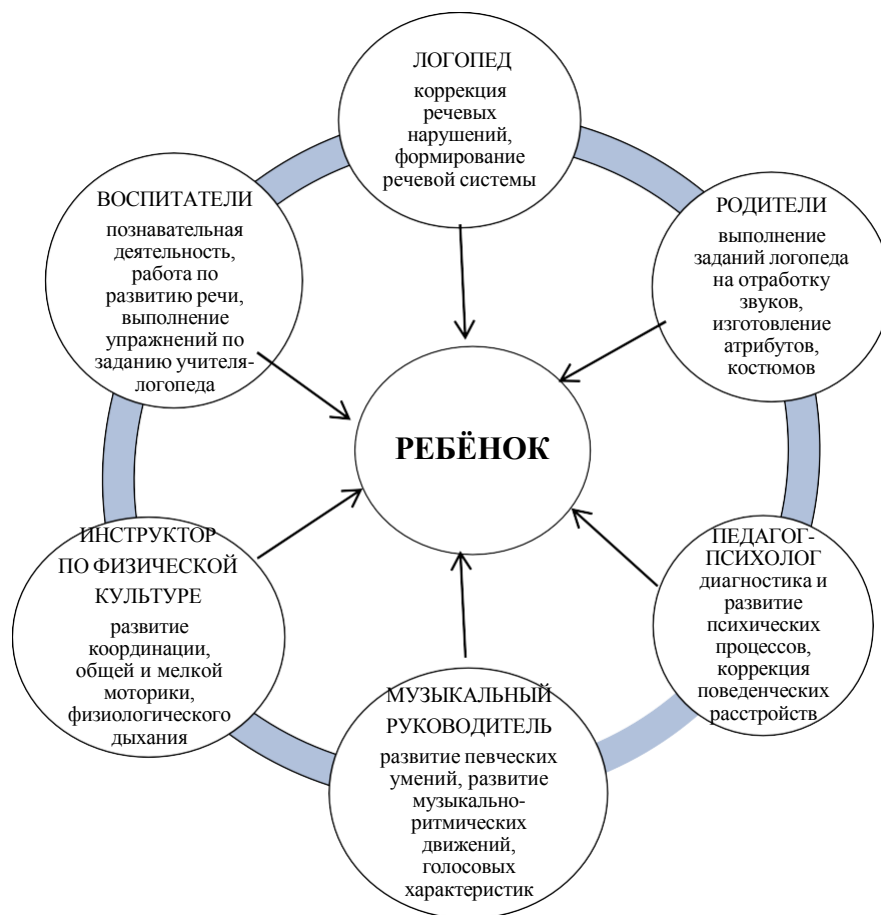 ЛОГОПЕД
коррекция
речевых
нарушений,
формирование
речевой системы
ВОСПИТАТЕЛИ
познавательная
деятельность,
работа по
развитию речи,
выполнение
упражнений по
заданию учителя-
логопеда
РОДИТЕЛИ
выполнение
заданий логопеда
на отработку
звуков,
изготовление
атрибутов,
костюмов
РЕБЁНОК
ИНСТРУКТОР
ПО ФИЗИЧЕСКОЙ
КУЛЬТУРЕ
развитие
координации,
общей и мелкой
моторики,
физиологического
дыхания
ПЕДАГОГ-
ПСИХОЛОГ
диагностика и
развитие
психических
процессов,
коррекция
поведенческих
расстройств
МУЗЫКАЛЬНЫЙ
РУКОВОДИТЕЛЬ
развитие певческих
умений, развитие
музыкально-
ритмических
движений,
голосовых
характеристик